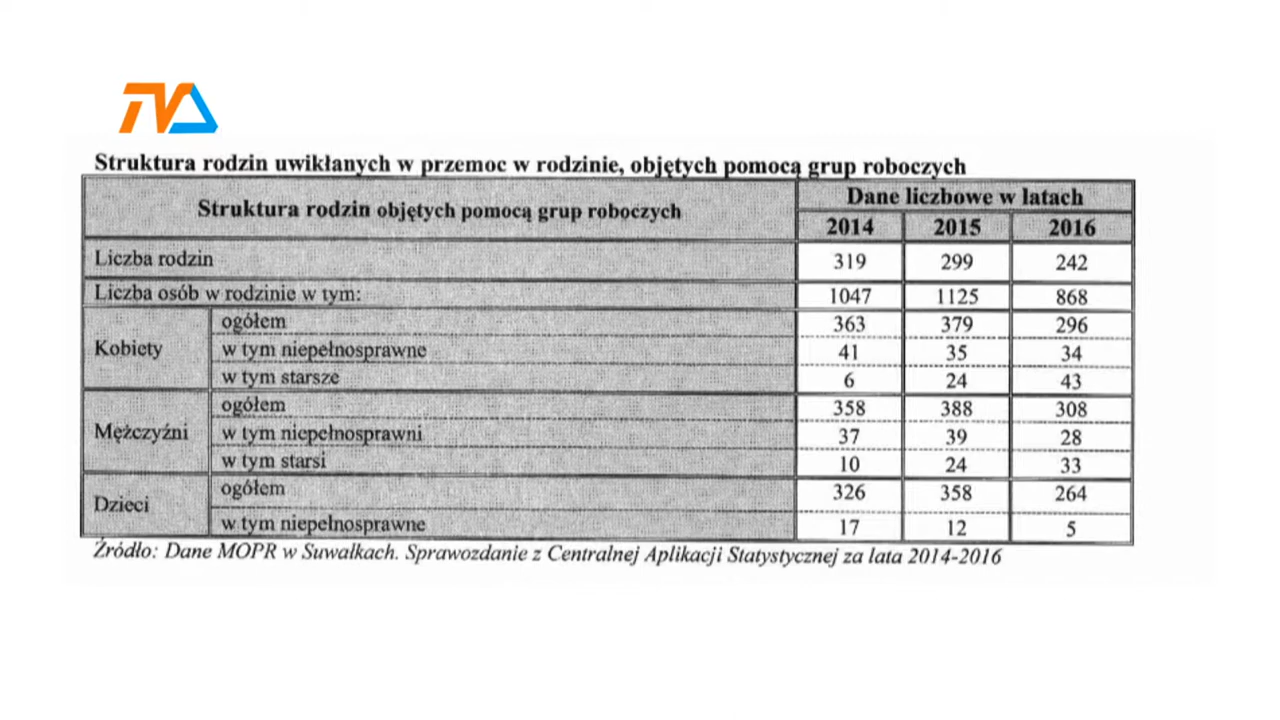 TVA
Struktura rodzin uwikłanych w przemoc w rodzinie, objętych pomocą grup roboczych
Struktura rodzin objętych pomocą grup roboczych
Dane liczbowe w latach
2014 2015 2016
Liczba rodzin 319 299 242
Liczba osób w rodzinie w tym: 1047 1125 868
Kobiety
ogółem 363 379 296
w tym niepełnosprawne 41 35 34
w tym starsze 6 24 43
Mężczyźni
ogółem 358 388 308
w tym niepełnosprawni 37 39 28
w tym starsi 10 24 33
Dzieci
ogółem 326 358 264
w tym niepełnosprawne 17 12 5
Źródło: Dane MOPR w Suwałkach. Sprawozdanie z Centralnej Aplikacji Statystycznej za lata 2014-2016